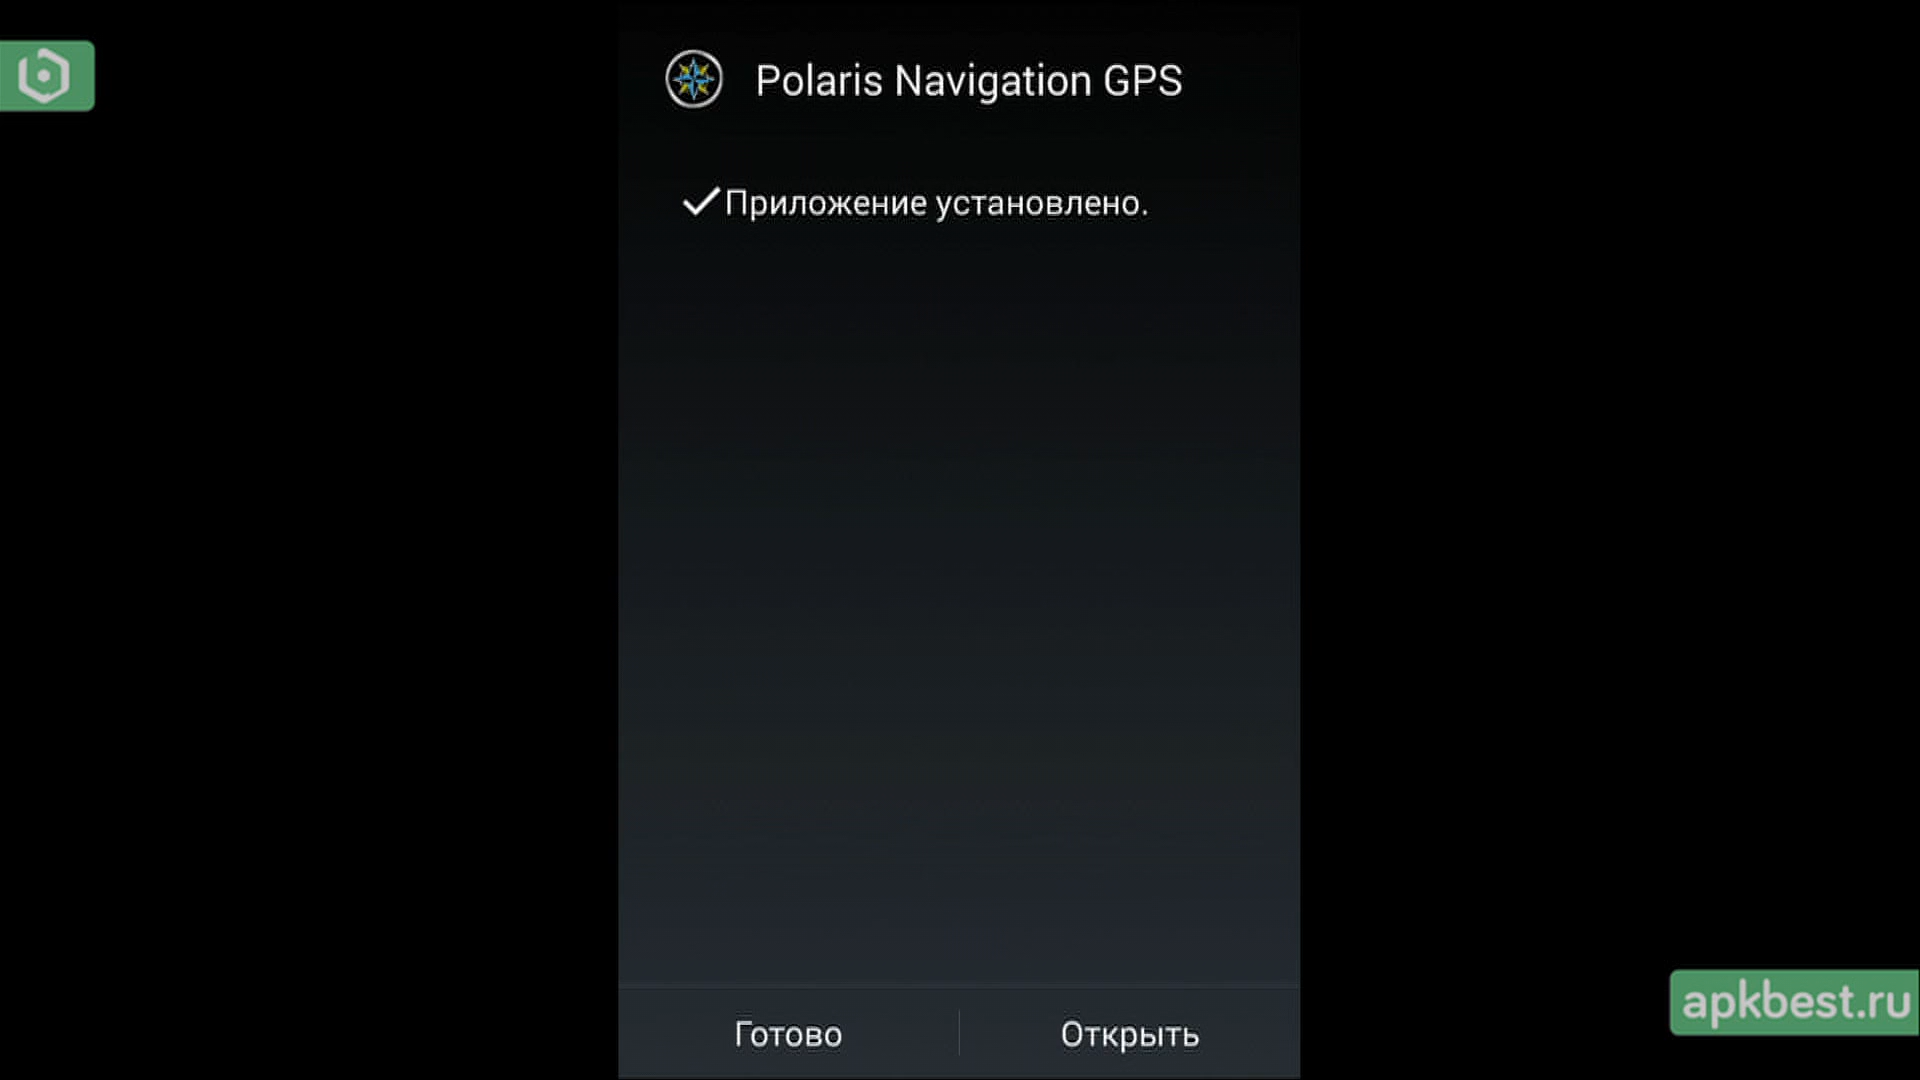 Polaris Navigation GPS
Приложение установлено.
Готово
Открыть
apkbest.ru